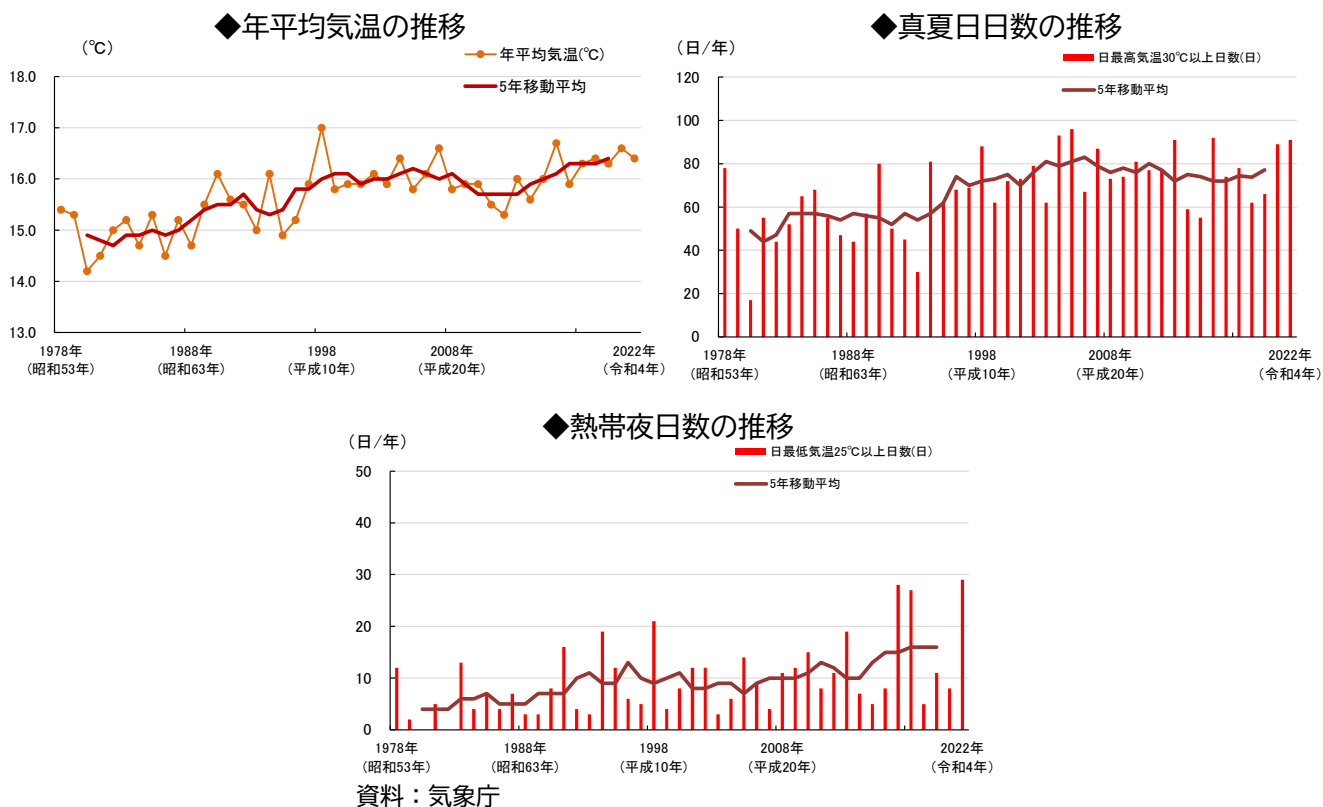 ◆年平均気温の推移
(℃)
年平均気温(℃)
5年移動平均
18.0
17.0
16.0
15.0
14.0
13.0
1978年
(昭和53年)
1988年
(昭和63年)
1998
(平成10年)
2008年
(平成20年)
2022年
(令和4年)
◆真夏日日数の推移
(日/年)
日最高気温30℃以上日数(日)
5年移動平均
120
100
80
60
40
20
0
1978年
(昭和53年)
1988年
(昭和63年)
1998
(平成10年)
2008年
(平成20年)
2022年
(令和4年)
◆熱帯夜日数の推移
(日/年)
日最低気温25℃以上日数(日)
5年移動平均
50
40
30
20
10
0
1978年
(昭和53年)
1988年
(昭和63年)
1998
(平成10年)
2008年
(平成20年)
2022年
(令和4年)
資料：気象庁